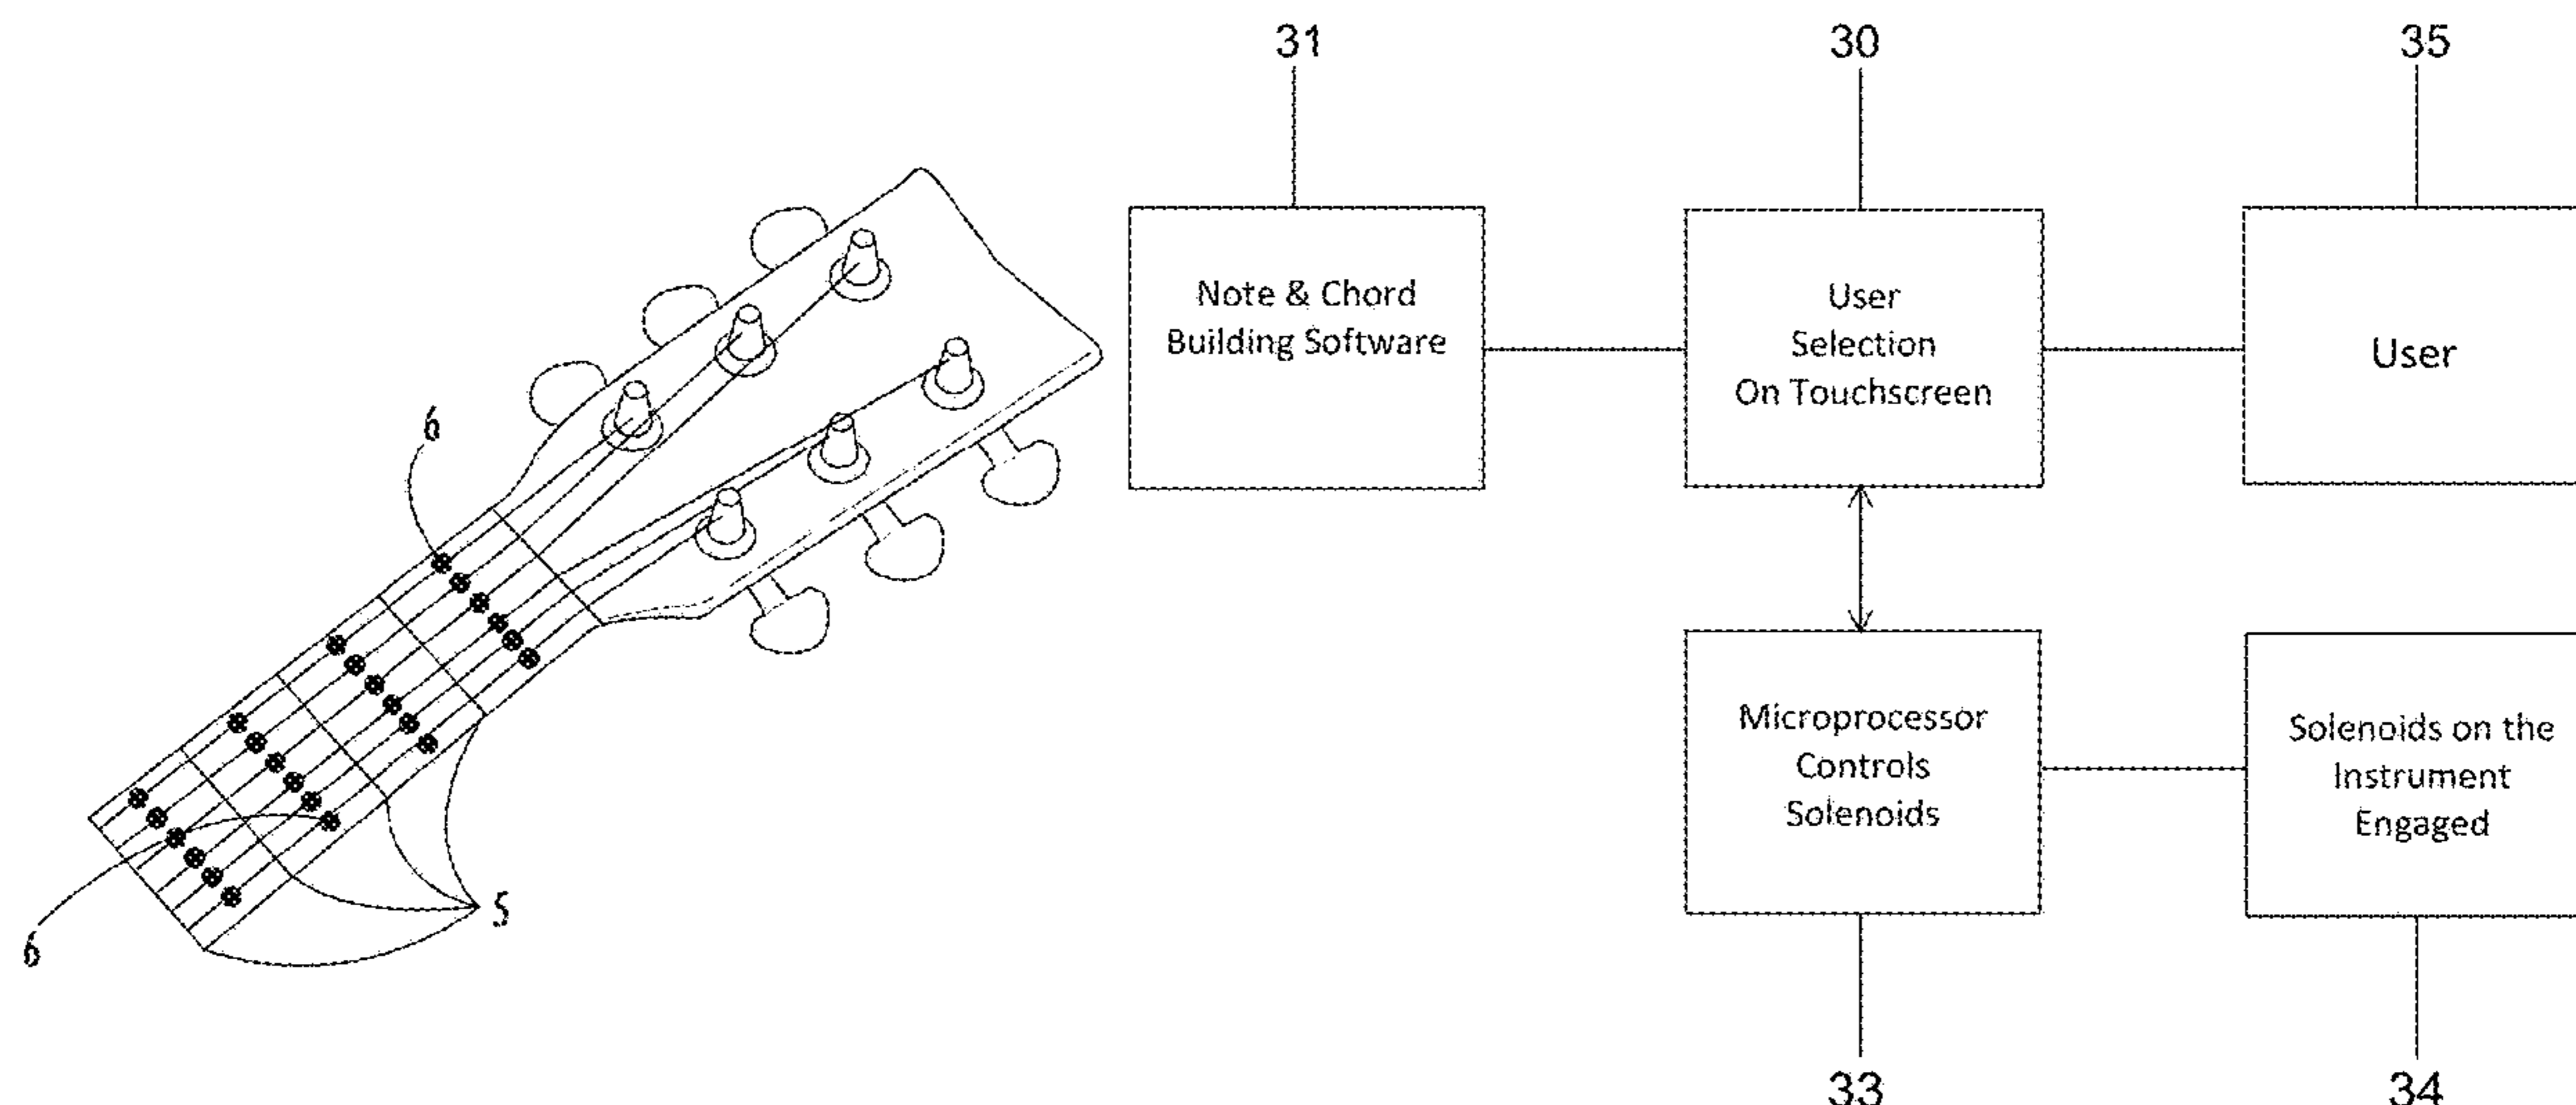 31
30
35
Note & Chord
Building Software
User
Selection
On Touchscreen
User
6
Microprocessor
Controls
Solenoids
Solenoids on the
Instrument
Engaged
5
6
33
34